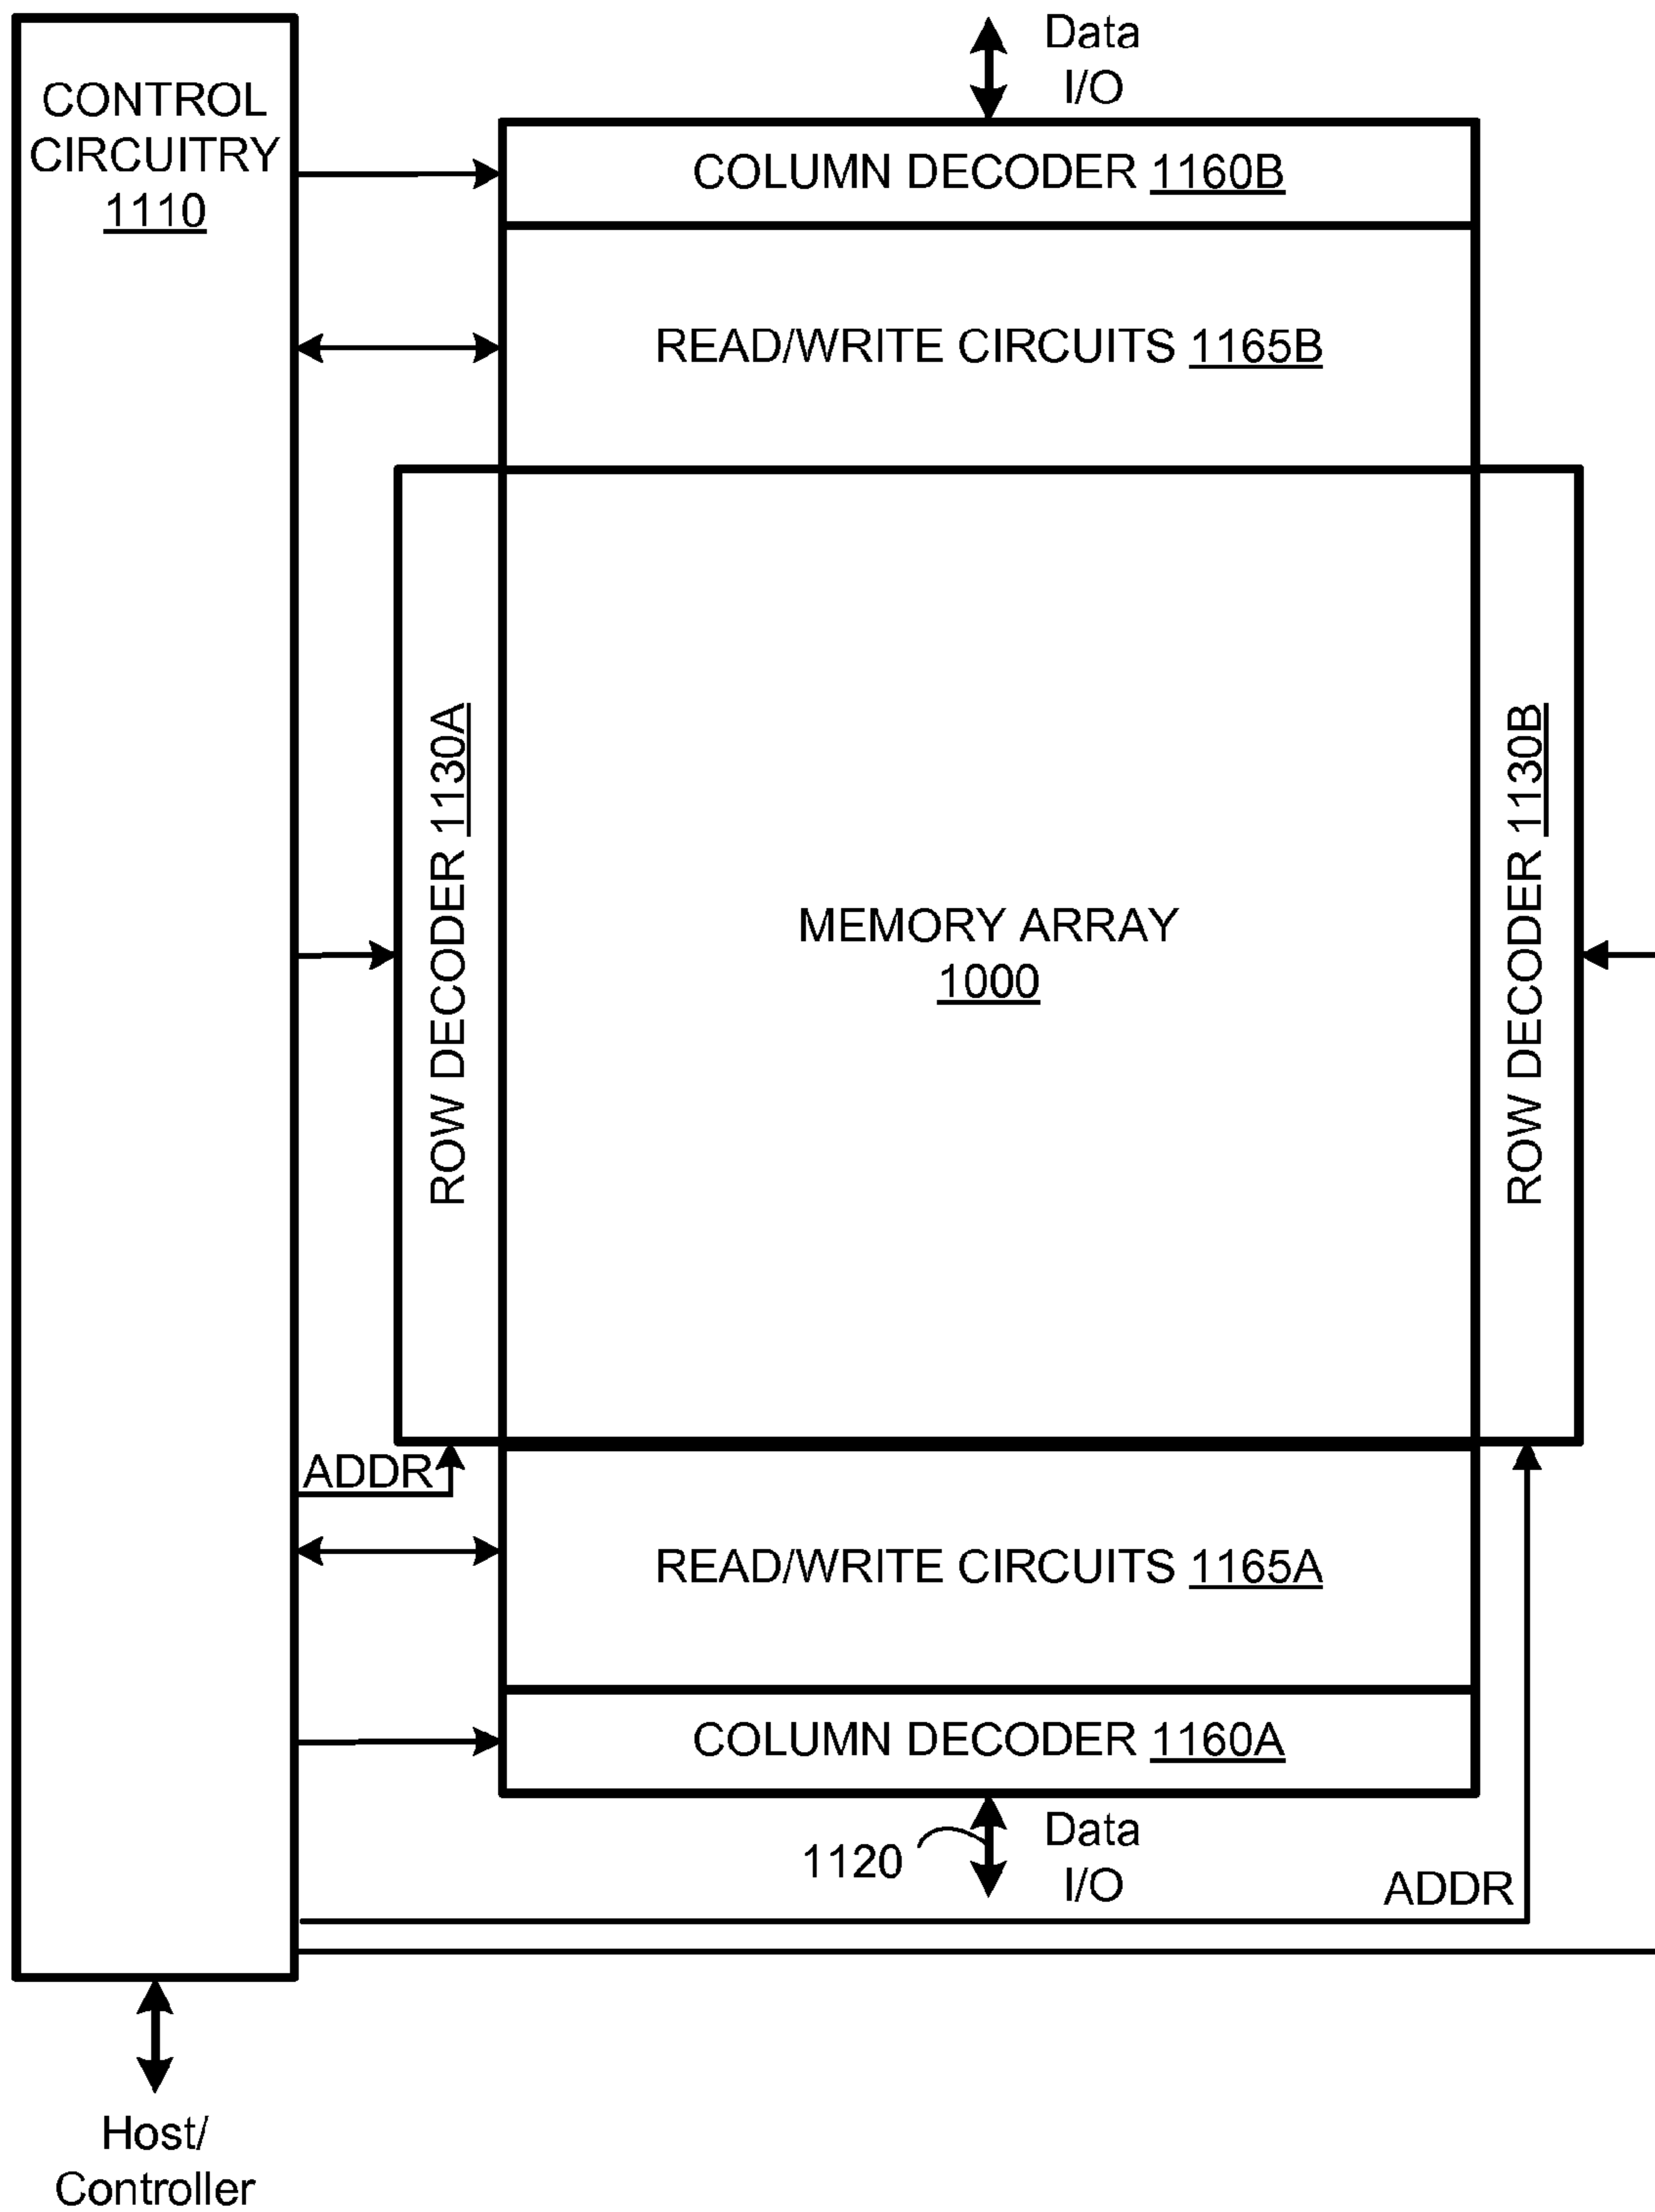 Data
I/O
CONTROL
CIRCUITRY
1110
COLUMN DECODER 1160B
READ/WRITE CIRCUITS 1165B
ROW DECODER 1130A
MEMORY ARRAY
1000
ROW DECODER 1130B
ADDR
READ/WRITE CIRCUITS 1165A
COLUMN DECODER 1160A
1120
Data
I/O
ADDR
Host/
Controller